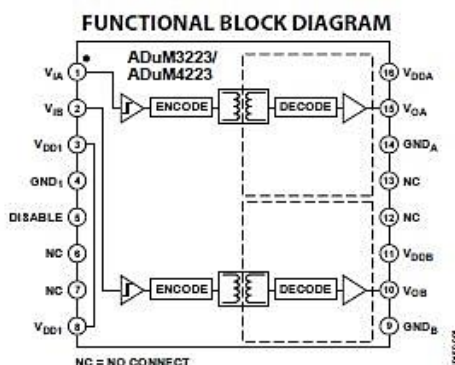 FUNCTIONAL BLOCK DIAGRAM
ADuM3223/
ADuM4223
VIA 1
VIB 2
VDD1 3
GND1 4
DISABLE 5
NC 6
NC 7
VDD1 8
ENCODE
DECODE
ENCODE
DECODE
16 VDDA
15 VOA
14 GNDA
13 NC
12 NC
11 VDDB
10 VOB
9 GNDB
NC = NO CONNECT